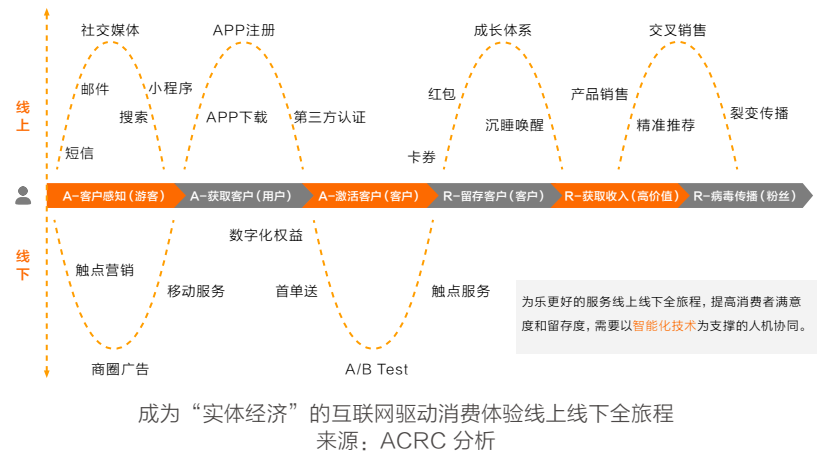 社交媒体
APP注册
成长体系
交叉销售
邮件
小程序
红包
产品销售
搜索
APP下载
第三方认证
沉睡唤醒
精准推荐
裂变传播
线上
短信
卡券
A-客户感知(游客)
A-获取客户(用户)
A-激活客户(客户)
R-留存客户(客户)
R-获取收入(高价值)
R-病毒传播(粉丝)
线下
数字化权益
触点营销
移动服务
首单送
触点服务
商圈广告
A/B Test
为乐更好的服务线上线下全旅程,提高消费者满意
度和留存度,需要以智能化技术为支撑的人机协同。
成为“实体经济”的互联网驱动消费体验线上线下全旅程
来源:ACRC 分析